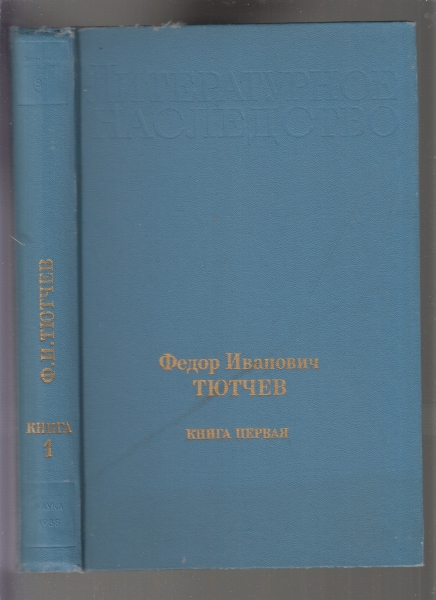 ЛИТЕРАТУРНОЕ
НАСЛЕДСТВО
Федор Иванович
ТЮТЧЕВ
КНИГА ПЕРВАЯ
Ф.И.ТЮТЧЕВ
КНИГА
1